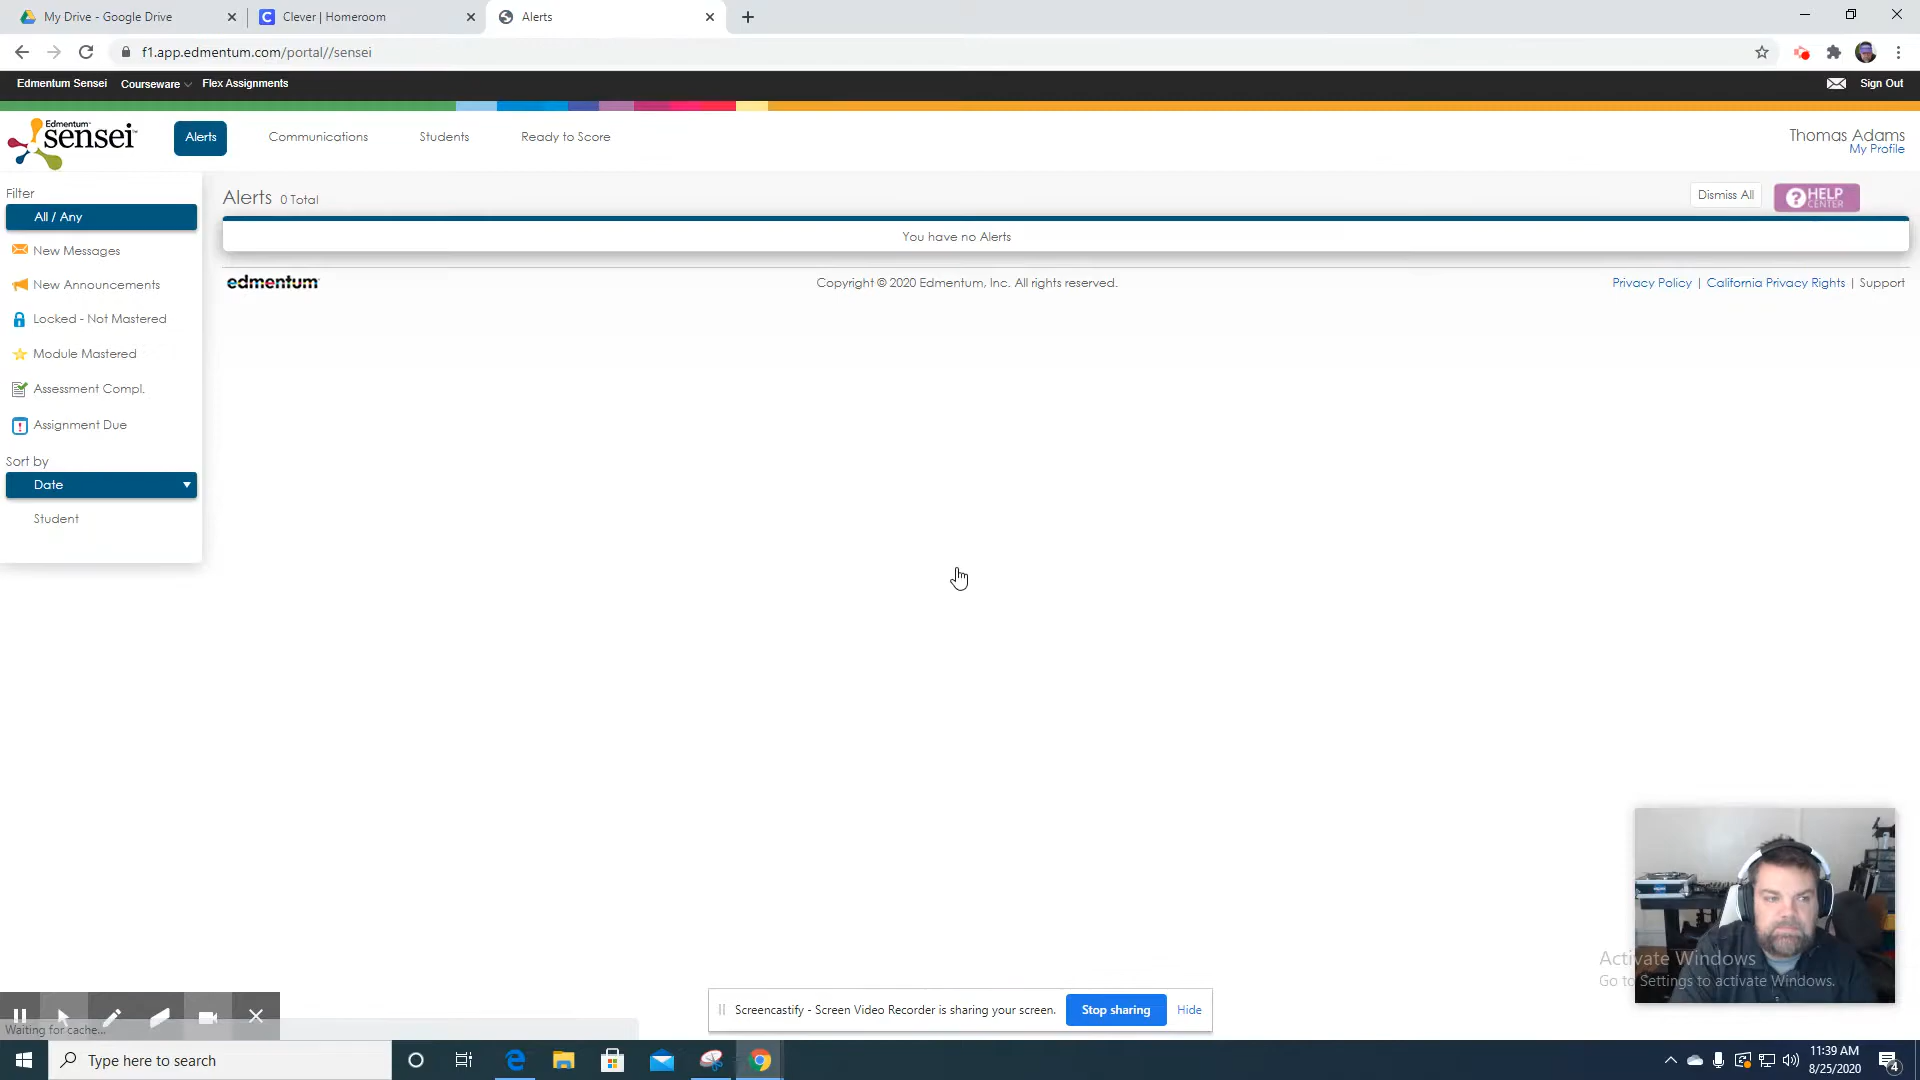 My Drive - Google Drive
Clever | Homeroom
Alerts
f1.app.edmentum.com/portal//sensei
Edmentum Sensei
Courseware
Flex Assignments
Sign Out
Edmentum™
sensei™
Alerts
Communications
Students
Ready to Score
Thomas Adams
My Profile
Filter
All / Any
New Messages
New Announcements
Locked - Not Mastered
Module Mastered
Assessment Compl.
Assignment Due
Sort by
Date
Student
Alerts 0 Total
Dismiss All
? HELP
CENTER
You have no Alerts
edmentum
Copyright © 2020 Edmentum, Inc. All rights reserved.
Privacy Policy | California Privacy Rights | Support
Activate Windows
Go to Settings to activate Windows.
Screencastify - Screen Video Recorder is sharing your screen.
Stop sharing
Hide
Waiting for cache...
Type here to search
11:39 AM
8/25/2020
4